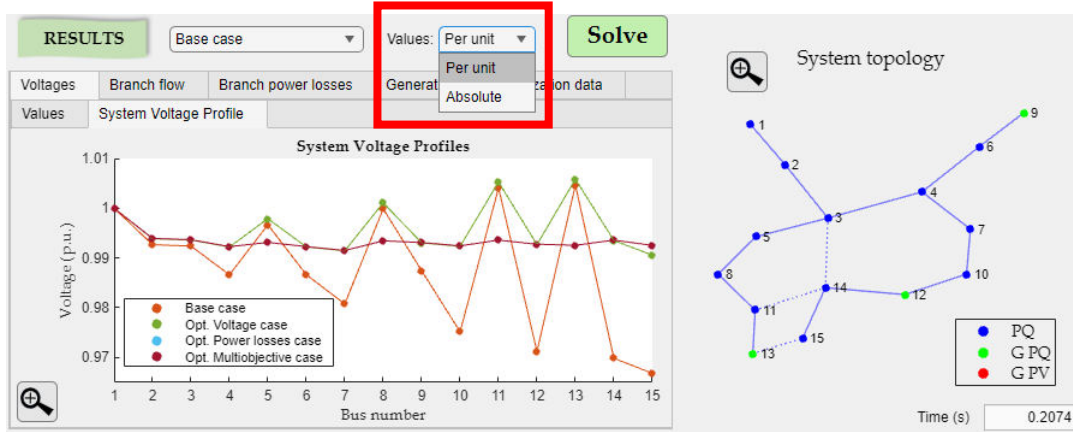 RESULTS
Base case
Values:
Per unit
Solve
Per unit
Absolute
Voltages
Branch flow
Branch power losses
Generat
zation data
Values
System Voltage Profile
System Voltage Profiles
Voltage (p.u.)
1.01
1
0.99
0.98
0.97
Base case
Opt. Voltage case
Opt. Power losses case
Opt. Multiobjective case
1 2 3 4 5 6 7 8 9 10 11 12 13 14 15
Bus number
System topology
1
2
3
4
5
6
7
8
9
10
11
12
13
14
15
PQ
G PQ
G PV
Time (s)
0.2074